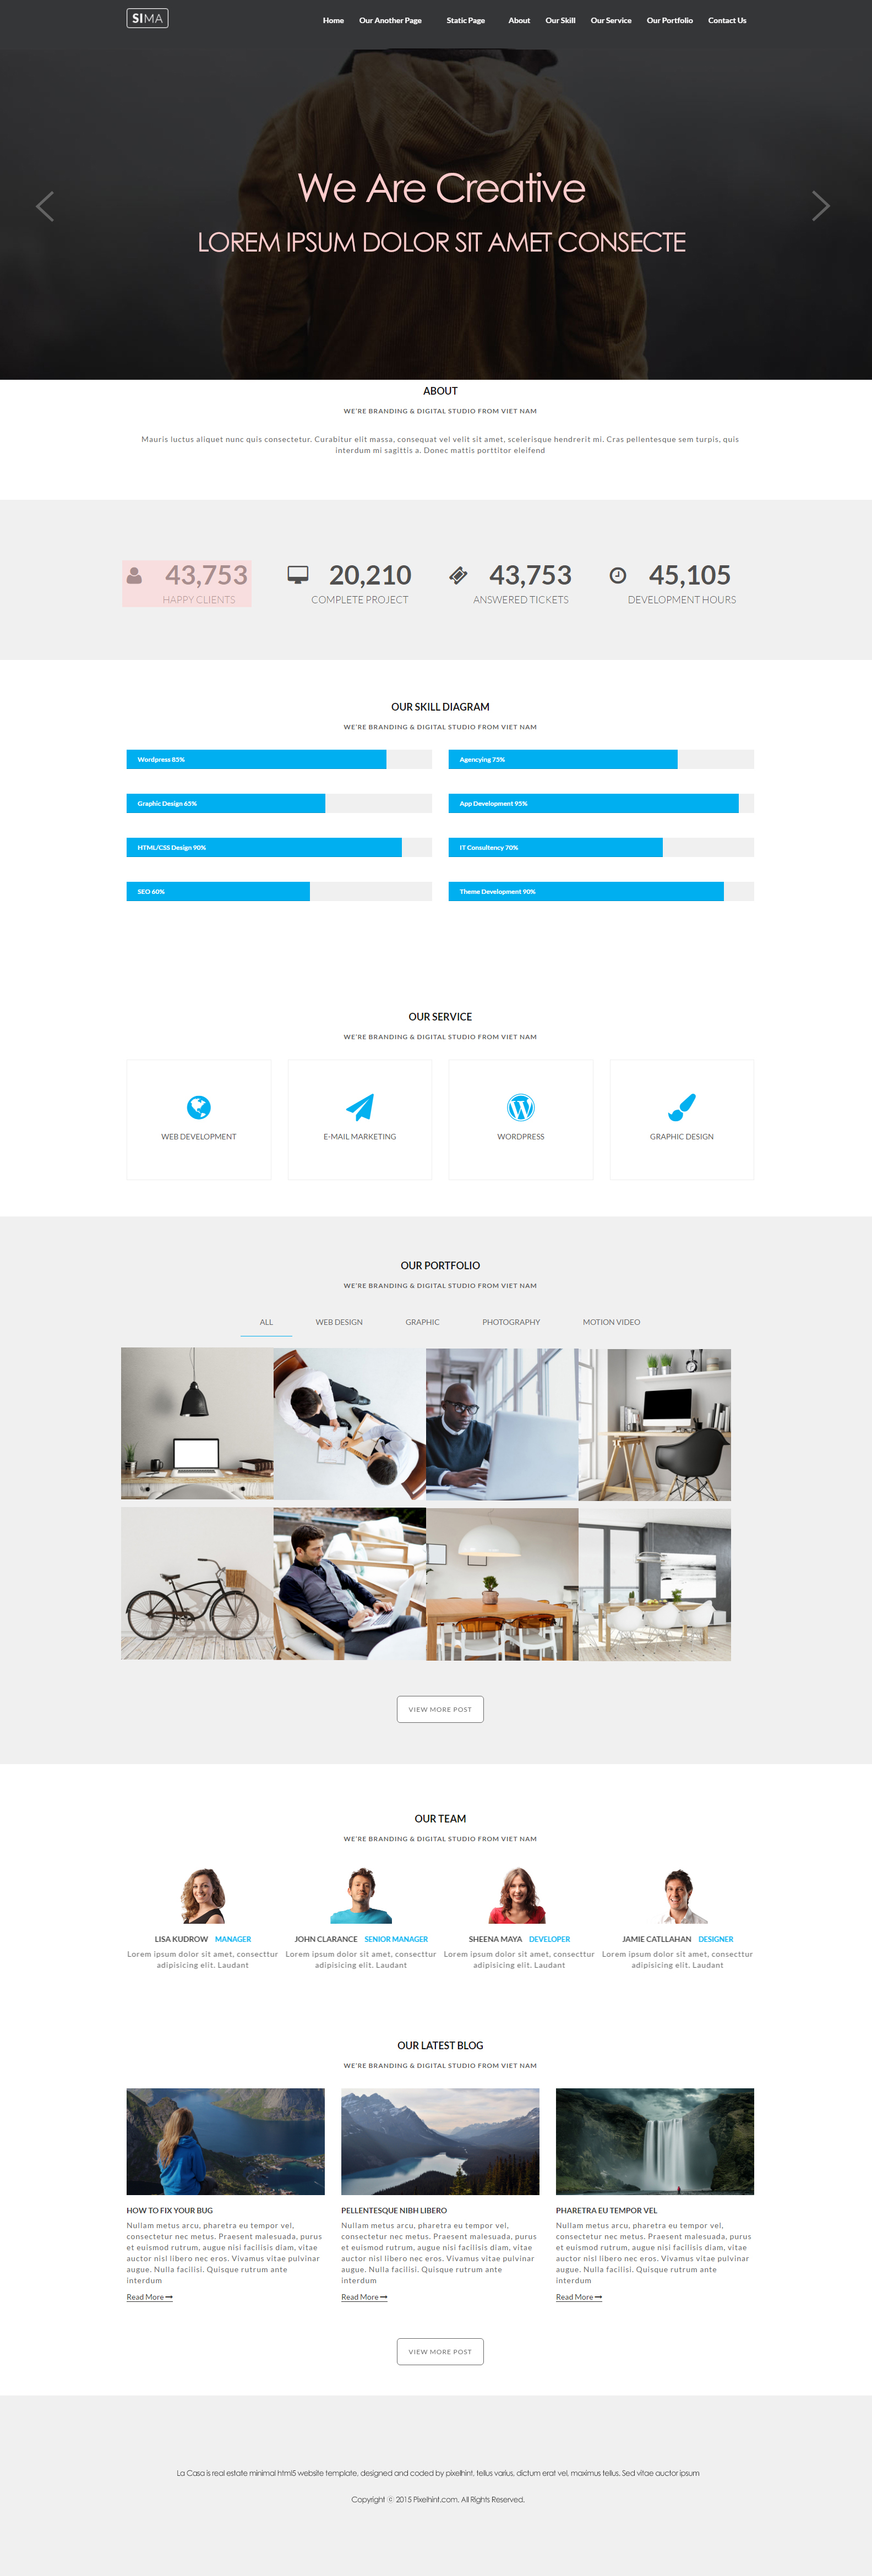 SIMA
Home Our Another Page Static Page About Our Skill Our Service Our Portfolio Contact Us
We Are Creative
LOREM IPSUM DOLOR SIT AMET CONSECTE
ABOUT
WE'RE BRANDING & DIGITAL STUDIO FROM VIET NAM
Mauris luctus aliquet nunc quis consectetur. Curabitur elit massa, consequat vel velit sit amet, scelerisque hendrerit mi. Cras pellentesque sem turpis, quis
interdum mi sagittis a. Donec mattis porttitor eleifend
43,753 20,210 43,753 45,105
HAPPY CLIENTS COMPLETE PROJECT ANSWERED TICKETS DEVELOPMENT HOURS
OUR SKILL DIAGRAM
WE'RE BRANDING & DIGITAL STUDIO FROM VIET NAM
Wordpress 85% Agencying 75%
Graphic Design 65% App Development 95%
HTML/CSS Design 90% IT Consultency 70%
SEO 60% Theme Development 90%
OUR SERVICE
WE'RE BRANDING & DIGITAL STUDIO FROM VIET NAM
WEB DEVELOPMENT E-MAIL MARKETING WORDPRESS GRAPHIC DESIGN
OUR PORTFOLIO
WE'RE BRANDING & DIGITAL STUDIO FROM VIET NAM
ALL WEB DESIGN GRAPHIC PHOTOGRAPHY MOTION VIDEO
VIEW MORE POST
OUR TEAM
WE'RE BRANDING & DIGITAL STUDIO FROM VIET NAM
LISA KUDROW MANAGER
Lorem ipsum dolor sit amet, consecttur
adipisicing elit. Laudant
JOHN CLARANCE SENIOR MANAGER
Lorem ipsum dolor sit amet, consecttur
adipisicing elit. Laudant
SHEENA MAYA DEVELOPER
Lorem ipsum dolor sit amet, consecttur
adipisicing elit. Laudant
JAMIE CATLLAHAN DESIGNER
Lorem ipsum dolor sit amet, consecttur
adipisicing elit. Laudant
OUR LATEST BLOG
WE'RE BRANDING & DIGITAL STUDIO FROM VIET NAM
HOW TO FIX YOUR BUG
Nullam metus arcu, pharetra eu tempor vel,
consectetur nec metus. Praesent malesuada, purus
et euismod rutrum, augue nisi facilisis diam, vitae
auctor nisl libero nec eros. Vivamus vitae pulvinar
augue. Nulla facilisi. Quisque rutrum ante
interdum
Read More
PELLENTESQUE NIBH LIBERO
Nullam metus arcu, pharetra eu tempor vel,
consectetur nec metus. Praesent malesuada, purus
et euismod rutrum, augue nisi facilisis diam, vitae
auctor nisl libero nec eros. Vivamus vitae pulvinar
augue. Nulla facilisi. Quisque rutrum ante
interdum
Read More
PHARETRA EU TEMPOR VEL
Nullam metus arcu, pharetra eu tempor vel,
consectetur nec metus. Praesent malesuada, purus
et euismod rutrum, augue nisi facilisis diam, vitae
auctor nisl libero nec eros. Vivamus vitae pulvinar
augue. Nulla facilisi. Quisque rutrum ante
interdum
Read More
VIEW MORE POST
La Casa is real estate minimal html5 website template, designed and coded by pixelhint, tellus varius, dictum erat vel, maximus tellus. Sed vitae auctor ipsum
Copyright © 2015 Pixelhint.com. All Rights Reserved.